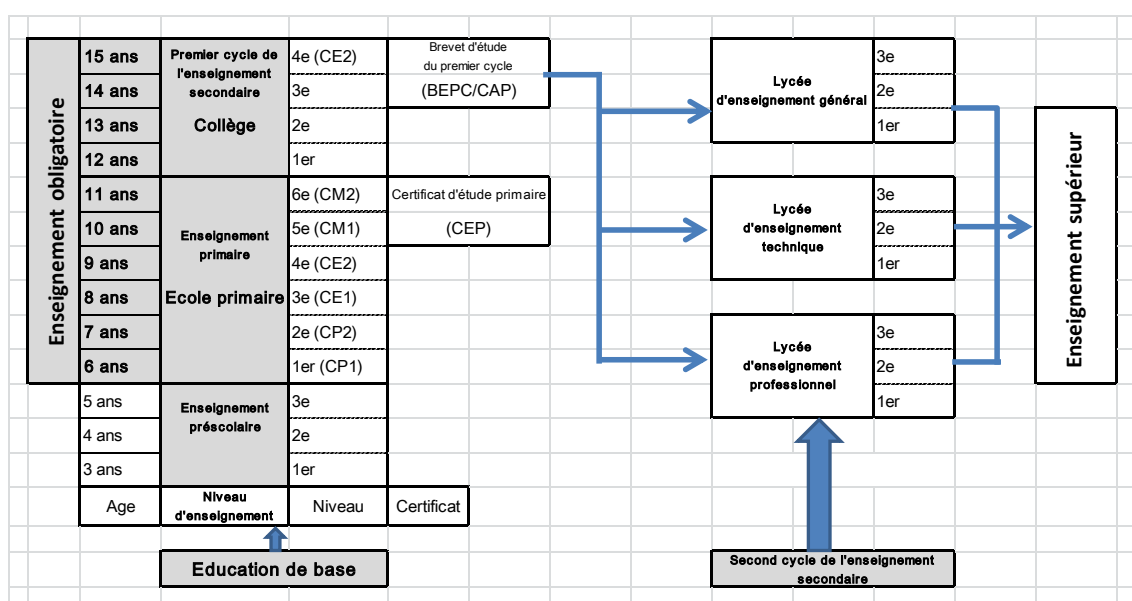 Enseignement obligatoire
15 ans
14 ans
13 ans
12 ans
11 ans
10 ans
9 ans
8 ans
7 ans
6 ans
5 ans
4 ans
3 ans
Age
Premier cycle de
l'enseignement
secondaire
Collège
Enseignement
primaire
Ecole primaire
Enseignement
préscolaire
Niveau
d'enseignement
4e (CE2)
3e
2e
1er
6e (CM2)
5e (CM1)
4e (CE2)
3e (CE1)
2e (CP2)
1er (CP1)
3e
2e
1er
Niveau
Brevet d'étude
du premier cycle
(BEPC/CAP)
Certificat d'étude primaire
(CEP)
Certificat
Education de base
Lycée
d'enseignement général
3e
2e
1er
Lycée
d'enseignement
technique
3e
2e
1er
Lycée
d'enseignement
professionnel
3e
2e
1er
Second cycle de l'enseignement
secondaire
Enseignement supérieur